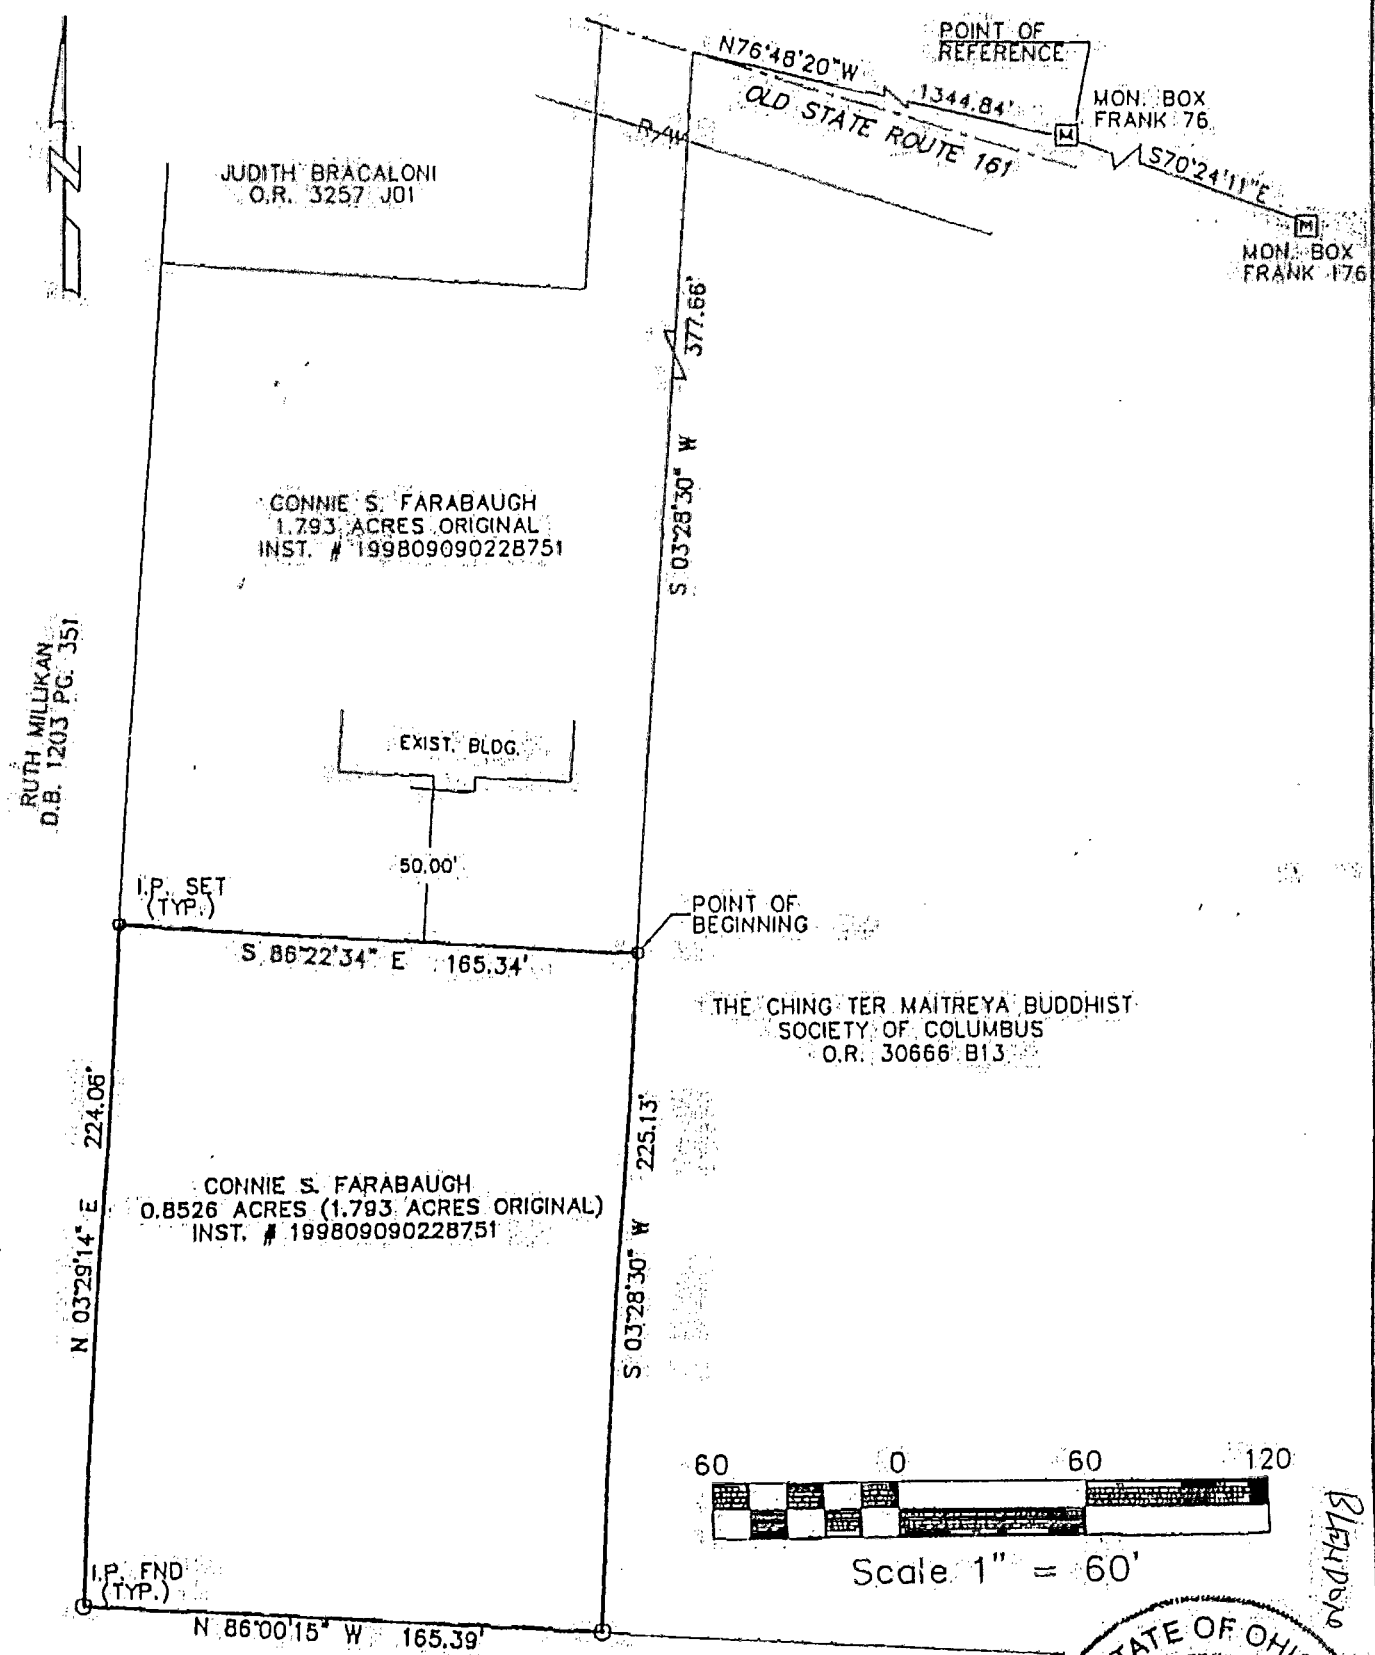 POINT OF
REFERENCE
N76°48'20"W
1344.84'
OLD STATE ROUTE 161
MON. BOX
FRANK 76
S70°24'11"E
MON. BOX
FRANK 176
R/W
JUDITH BRACALONI
O.R. 3257 J01
377.66'
S 03°28'30" W
CONNIE S. FARABAUGH
1.793 ACRES ORIGINAL
INST. # 199809090228751
RUTH MILLIKAN
D.B. 1203 PG. 351
EXIST. BLDG.
50.00'
I.P. SET
(TYP.)
POINT OF
BEGINNING
S 86°22'34" E 165.34'
THE CHING TER MAITREYA BUDDHIST
SOCIETY OF COLUMBUS
O.R. 30666 B13
N 03°29'14" E 224.06'
S 03°28'30" W 225.13'
CONNIE S. FARABAUGH
0.8526 ACRES (1.793 ACRES ORIGINAL)
INST. # 199809090228751
60 0 60 120
Scale 1" = 60'
I.P. FND
(TYP.)
N 86°00'15" W 165.39'
OF